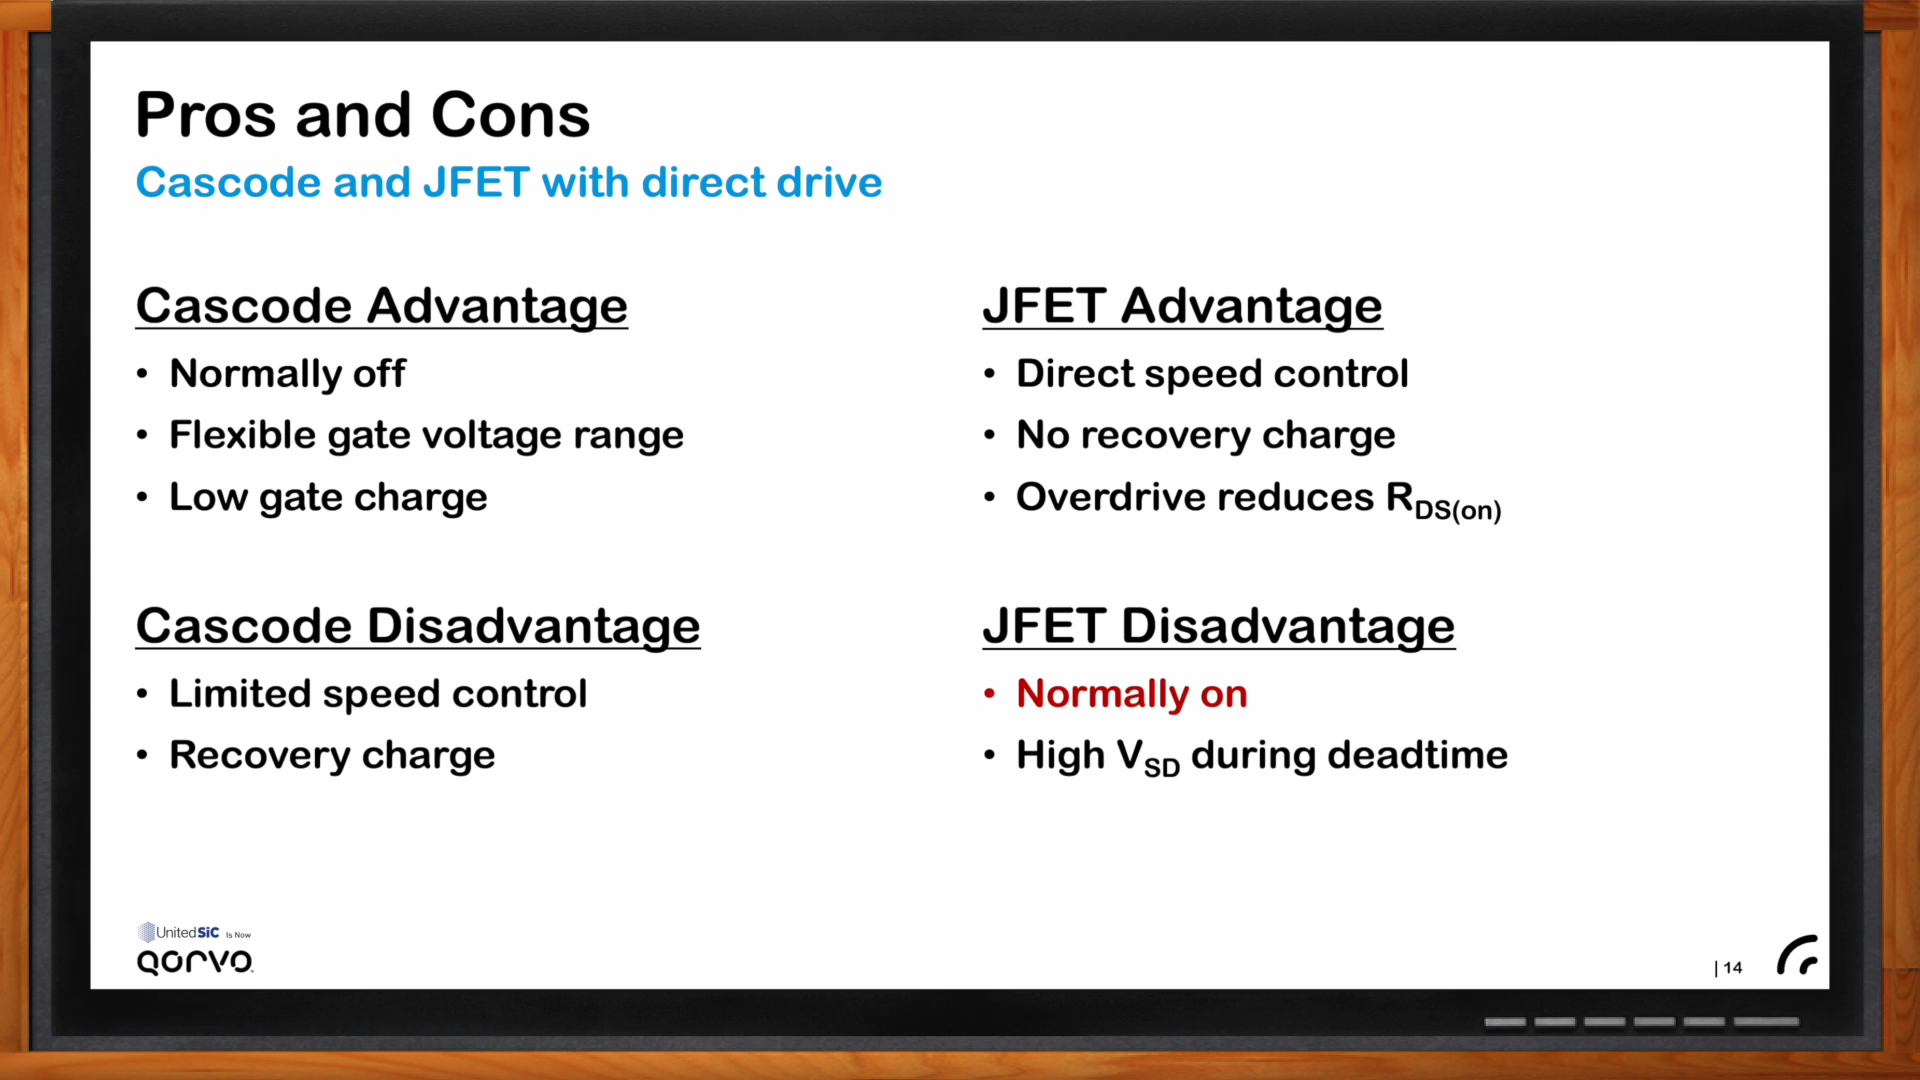 Pros and Cons
Cascode and JFET with direct drive
Cascode Advantage
• Normally off
• Flexible gate voltage range
• Low gate charge
Cascode Disadvantage
• Limited speed control
• Recovery charge
JFET Advantage
• Direct speed control
• No recovery charge
• Overdrive reduces RDS(on)
JFET Disadvantage
• Normally on
• High VSD during deadtime
UnitedSiC Is Now
QORVO
| 14